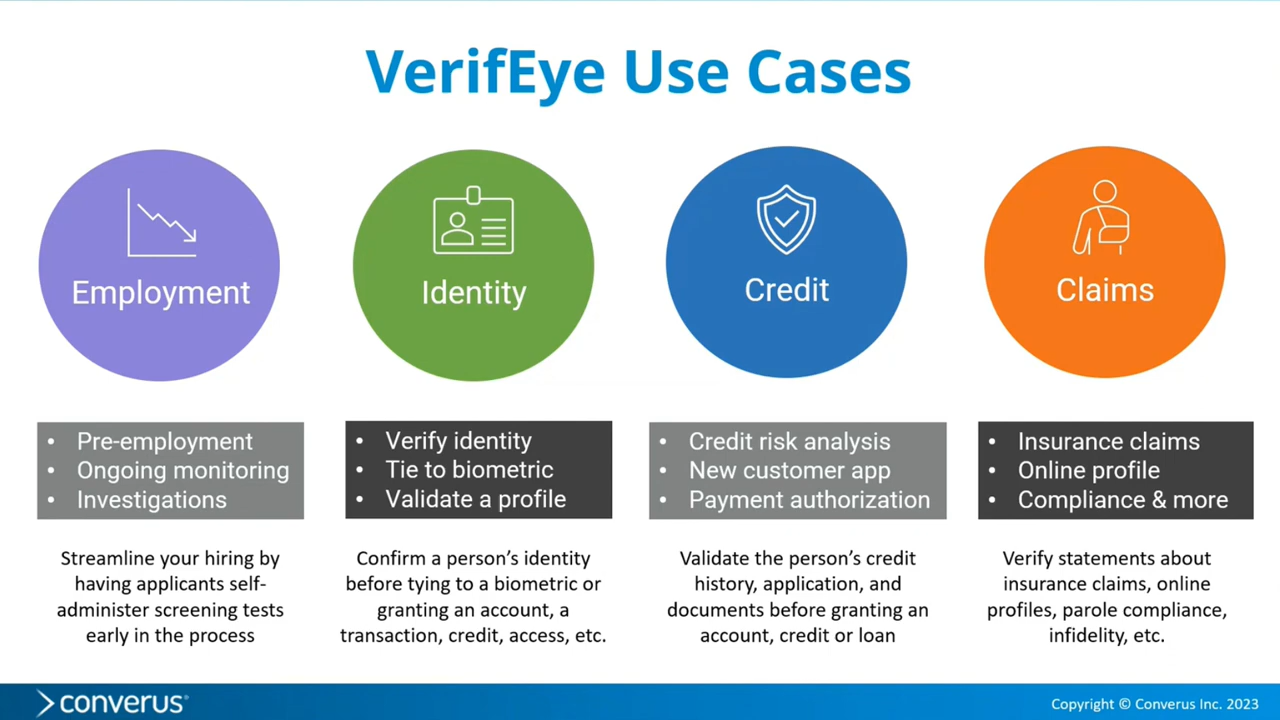 VerifEye Use Cases
Employment
• Pre-employment
• Ongoing monitoring
• Investigations
Streamline your hiring by
having applicants self-
administer screening tests
early in the process
Identity
• Verify identity
• Tie to biometric
• Validate a profile
Confirm a person’s identity
before tying to a biometric or
granting an account, a
transaction, credit, access, etc.
Credit
• Credit risk analysis
• New customer app
• Payment authorization
Validate the person’s credit
history, application, and
documents before granting an
account, credit or loan
Claims
• Insurance claims
• Online profile
• Compliance & more
Verify statements about
insurance claims, online
profiles, parole compliance,
infidelity, etc.
converus®
Copyright © Converus Inc. 2023